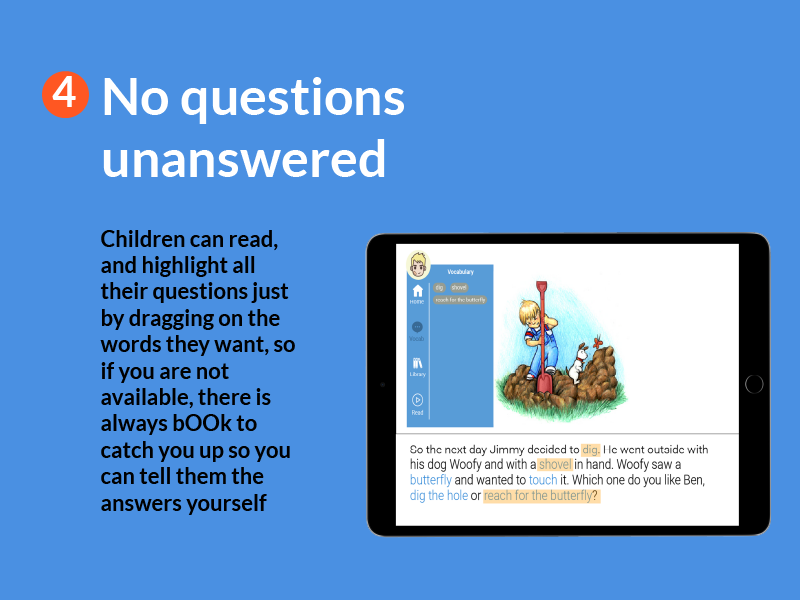 4 No questions
unanswered
Children can read,
and highlight all
their questions just
by dragging on the
words they want, so
if you are not
available, there is
always bOOk to
catch you up so you
can tell them the
answers yourself
Vocabulary
dig shovel
reach for the butterfly
Home
Vocab
Library
Read
So the next day Jimmy decided to dig. He went outside with
his dog Woofy and with a shovel in hand. Woofy saw a
butterfly and wanted to touch it. Which one do you like Ben,
dig the hole or reach for the butterfly?